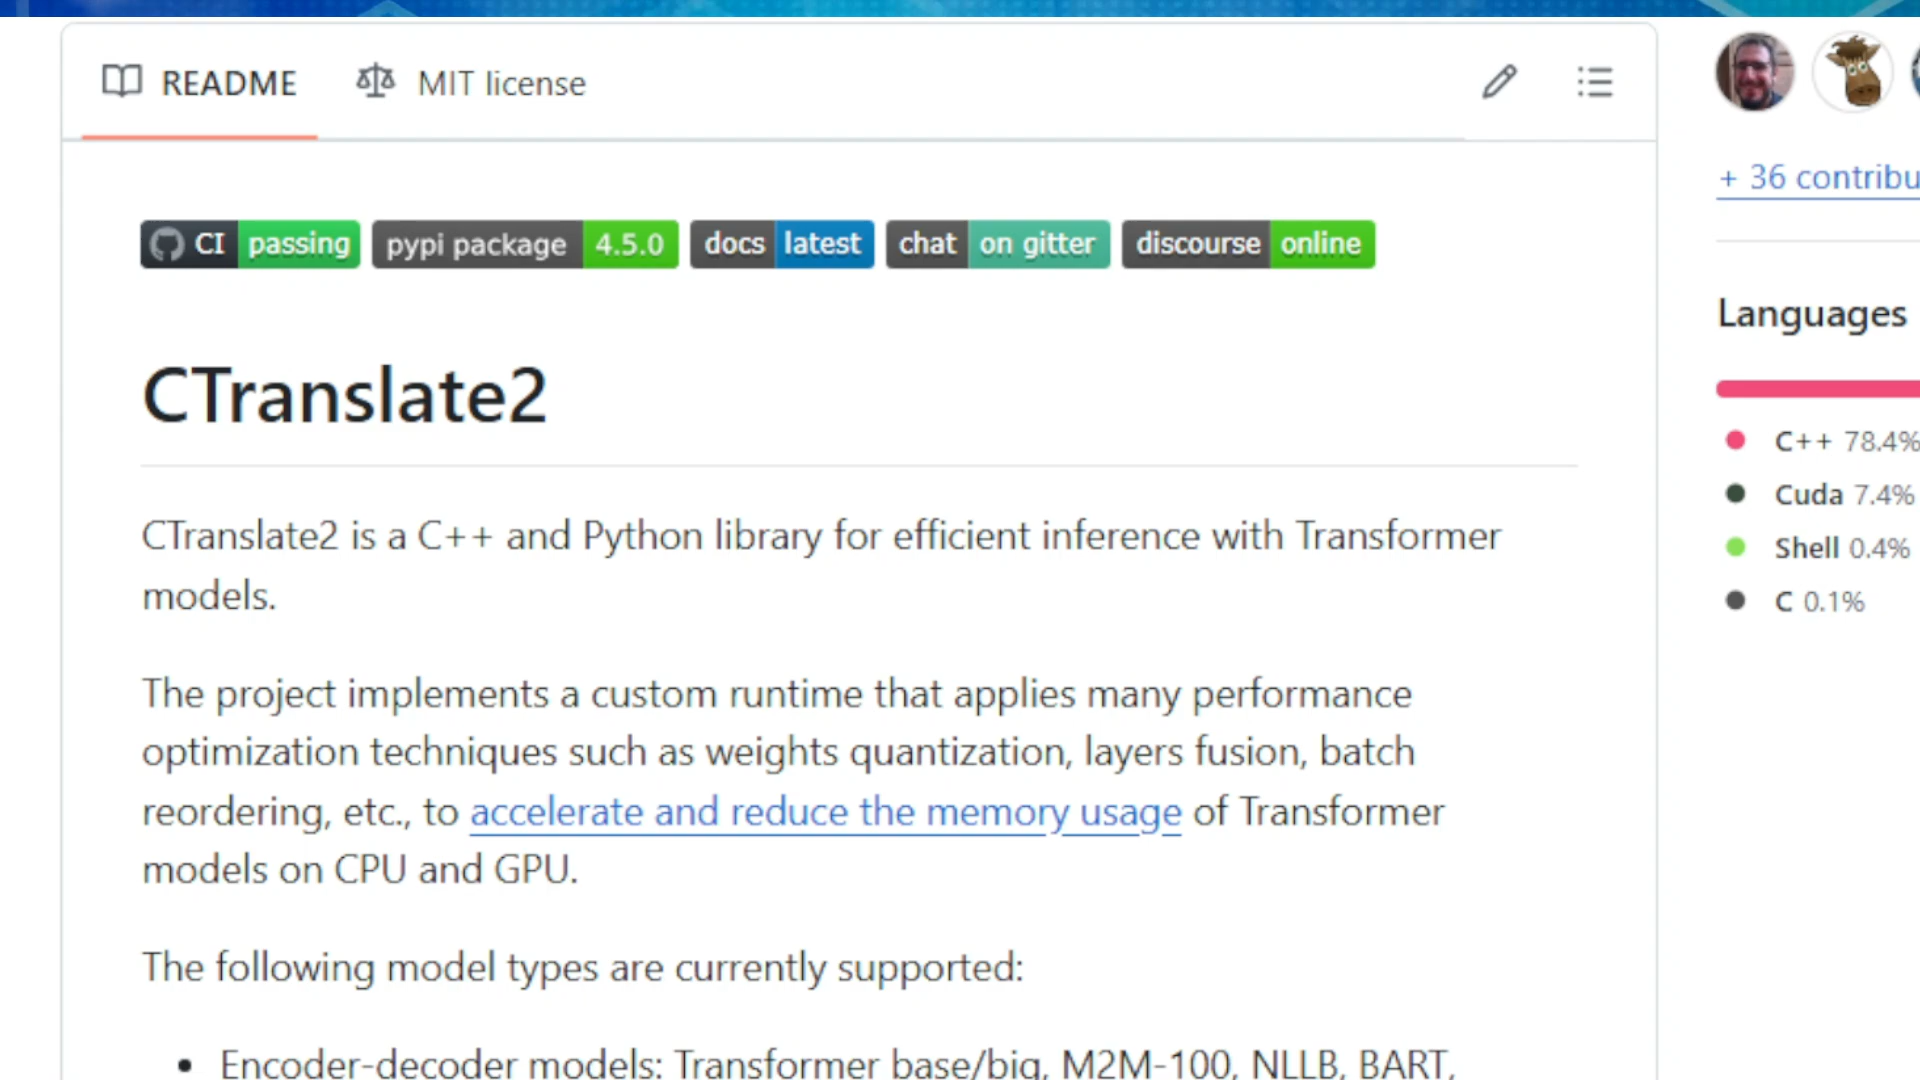 README MIT license
CI passing pypi package 4.5.0 docs latest chat on gitter discourse online
CTranslate2
CTranslate2 is a C++ and Python library for efficient inference with Transformer
models.
The project implements a custom runtime that applies many performance
optimization techniques such as weights quantization, layers fusion, batch
reordering, etc., to accelerate and reduce the memory usage of Transformer
models on CPU and GPU.
The following model types are currently supported:
• Encoder-decoder models: Transformer base/big, M2M-100, NLLB, BART,
+ 36 contribu
Languages
C++ 78.4%
Cuda 7.4%
Shell 0.4%
C 0.1%